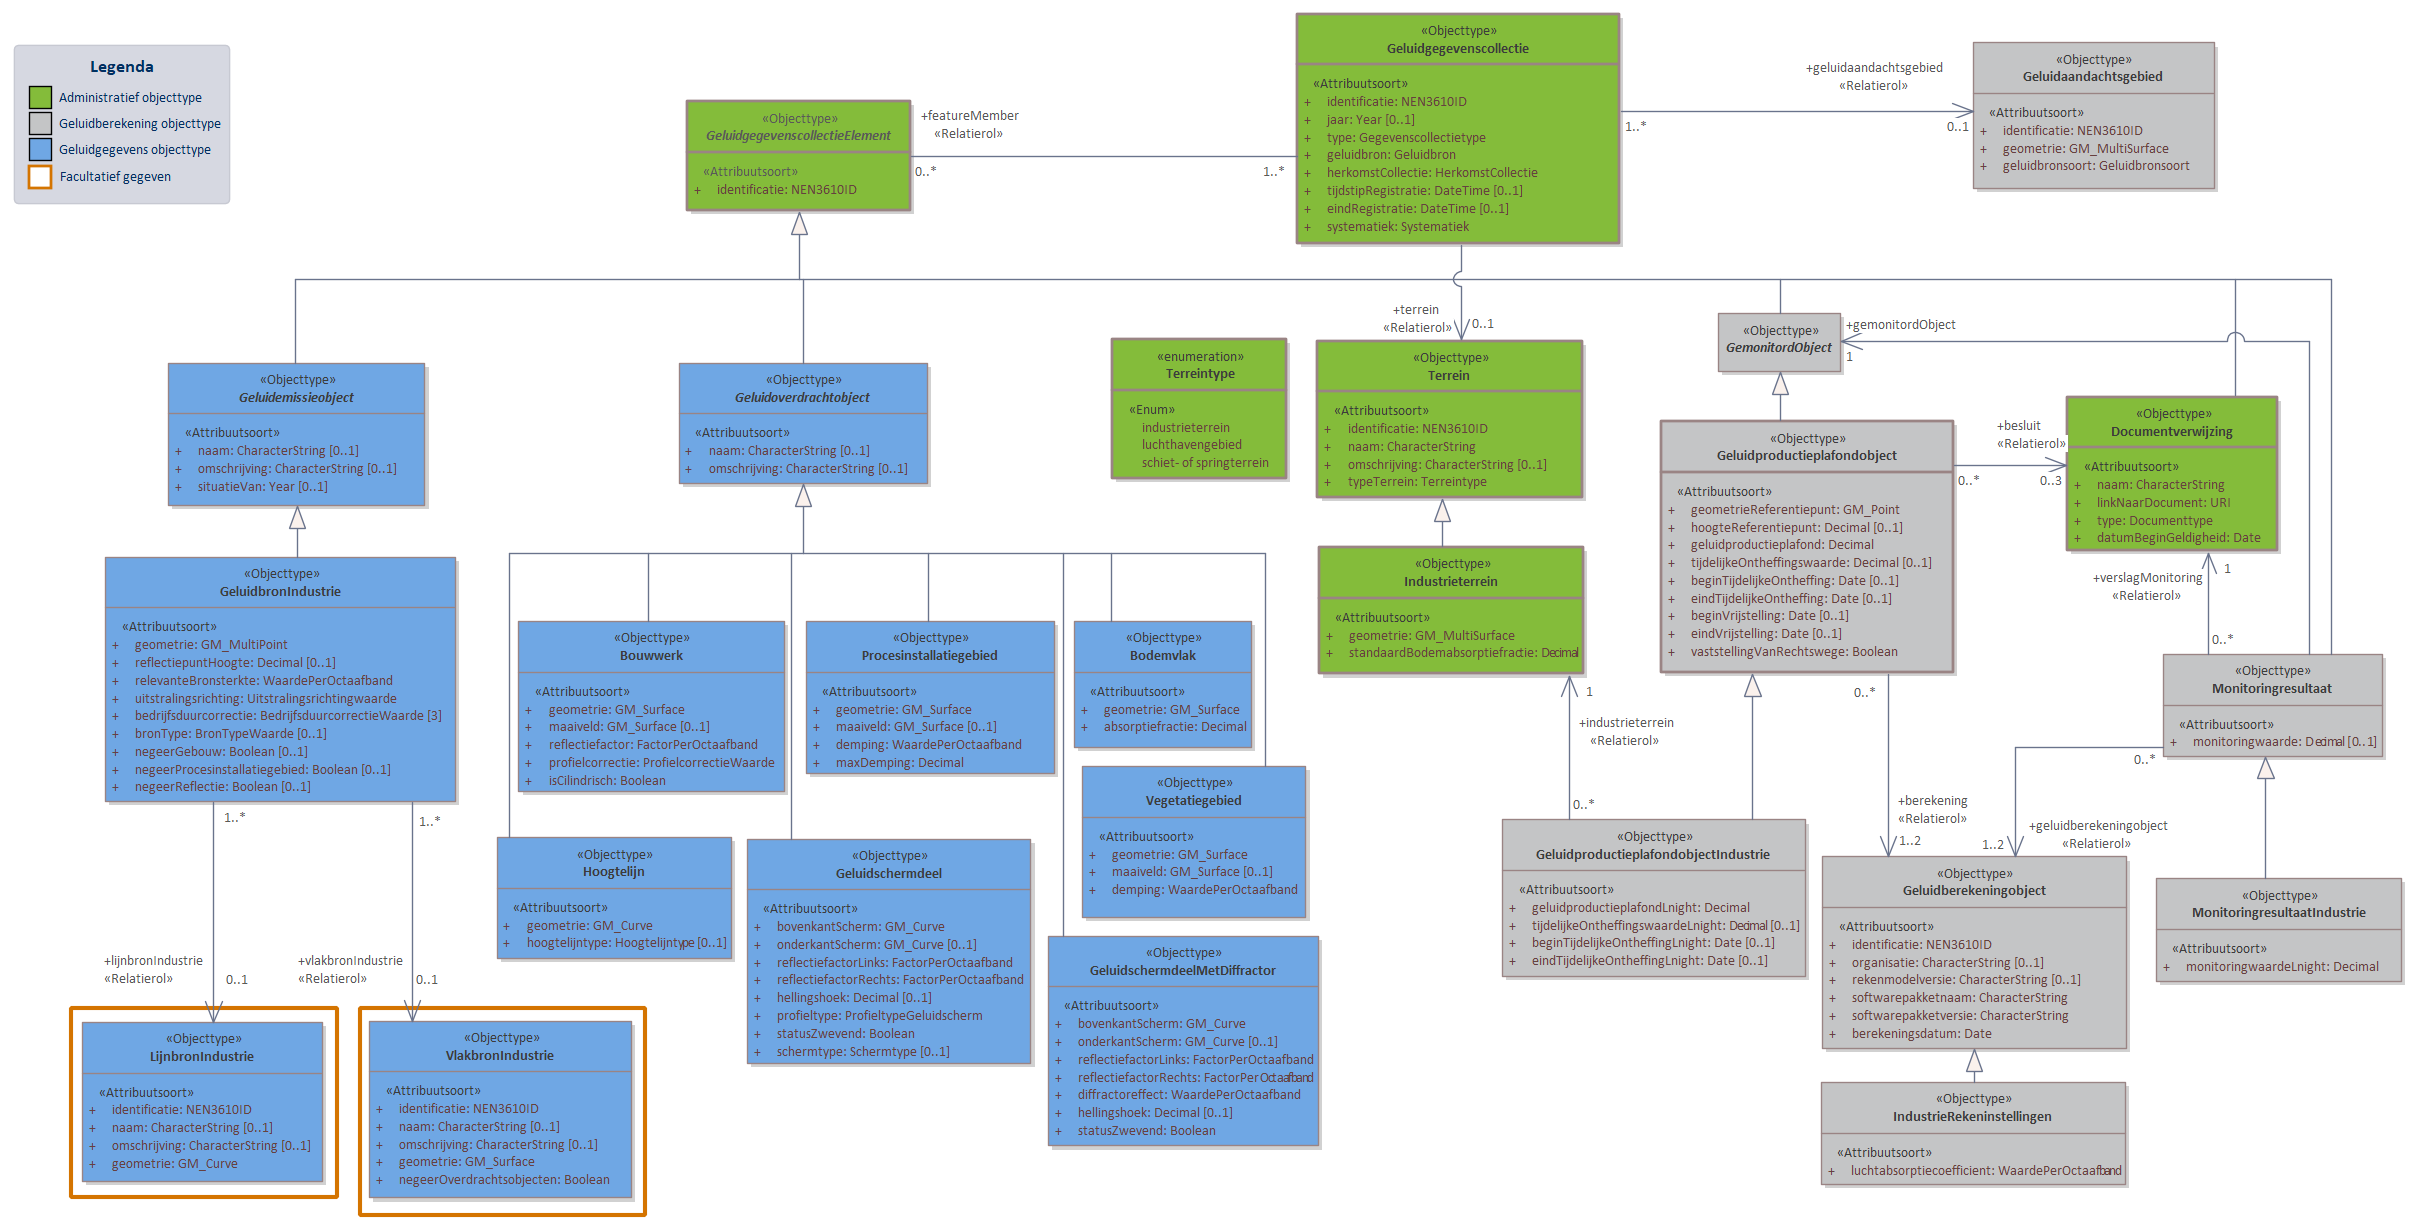 Legenda
Administratief objecttype
Geluidberekening objecttype
Geluidgegevens objecttype
Facultatief gegeven
«Objecttype»
Geluidgegevenscollectie
«Attribuutsoort»
+ identificatie: NEN3610ID
+ jaar: Year [0..1]
+ type: Gegevenscollectietype
+ geluidbron: Geluidbron
+ herkomstCollectie: HerkomstCollectie
+ tijdstipRegistratie: DateTime [0..1]
+ eindRegistratie: DateTime [0..1]
+ systematiek: Systematiek
+geluidaandachtsgebied
«Relatierol»
1..*
0..1
«Objecttype»
Geluidaandachtsgebied
«Attribuutsoort»
+ identificatie: NEN3610ID
+ geometrie: GM_MultiSurface
+ geluidbronsoort: Geluidbronsoort
«Objecttype»
GeluidgegevenscollectieElement
«Attribuutsoort»
+ identificatie: NEN3610ID
+featureMember
«Relatierol»
0..*
1..*
+terrein
«Relatierol»
0..1
«Objecttype»
GemonitordObject
+gemonitordObject
1
«Objecttype»
Geluidemissieobject
«Attribuutsoort»
+ naam: CharacterString [0..1]
+ omschrijving: CharacterString [0..1]
+ situatieVan: Year [0..1]
«Objecttype»
Geluidoverdrachtobject
«Attribuutsoort»
+ naam: CharacterString [0..1]
+ omschrijving: CharacterString [0..1]
«enumeration»
Terreintype
«Enum»
industrieterrein
luchthavengebied
schiet- of springterrein
«Objecttype»
Terrein
«Attribuutsoort»
+ identificatie: NEN3610ID
+ naam: CharacterString
+ omschrijving: CharacterString [0..1]
+ typeTerrein: Terreintype
«Objecttype»
Geluidproductieplafondobject
«Attribuutsoort»
+ geometrieReferentiepunt: GM_Point
+ hoogteReferentiepunt: Decimal [0..1]
+ geluidproductieplafond: Decimal
+ tijdelijkeOntheffingswaarde: Decimal [0..1]
+ beginTijdelijkeOntheffing: Date [0..1]
+ eindTijdelijkeOntheffing: Date [0..1]
+ beginVrijstelling: Date [0..1]
+ eindVrijstelling: Date [0..1]
+ vaststellingVanRechtswege: Boolean
+besluit
«Relatierol»
0..*
0..3
«Objecttype»
Documentverwijzing
«Attribuutsoort»
+ naam: CharacterString
+ linkNaarDocument: URI
+ type: Documenttype
+ datumBeginGeldigheid: Date
+verslagMonitoring
«Relatierol»
1
0..*
«Objecttype»
GeluidbronIndustrie
«Attribuutsoort»
+ geometrie: GM_MultiPoint
+ reflectiepuntHoogte: Decimal [0..1]
+ relevanteBronsterkte: WaardePerOctaafband
+ uitstralingsrichting: Uitstralingsrichtingwaarde
+ bedrijfsduurcorrectie: BedrijfsduurcorrectieWaarde [3]
+ bronType: BronTypeWaarde [0..1]
+ negeerGebouw: Boolean [0..1]
+ negeerProcesinstallatiegebied: Boolean [0..1]
+ negeerReflectie: Boolean [0..1]
«Objecttype»
Bouwwerk
«Attribuutsoort»
+ geometrie: GM_Surface
+ maaiveld: GM_Surface [0..1]
+ reflectiefactor: FactorPerOctaafband
+ profielcorrectie: ProfielcorrectieWaarde
+ isCilindrisch: Boolean
«Objecttype»
Procesinstallatiegebied
«Attribuutsoort»
+ geometrie: GM_Surface
+ maaiveld: GM_Surface [0..1]
+ demping: WaardePerOctaafband
+ maxDemping: Decimal
«Objecttype»
Bodemvlak
«Attribuutsoort»
+ geometrie: GM_Surface
+ absorptiefractie: Decimal
«Objecttype»
Industrieterrein
«Attribuutsoort»
+ geometrie: GM_MultiSurface
+ standaardBodemabsorptiefractie: Decimal
«Objecttype»
Monitoringresultaat
«Attribuutsoort»
+ monitoringwaarde: Decimal [0..1]
1
+industrieterrein
«Relatierol»
0..*
0..*
+berekening
«Relatierol»
1..2
0..*
+geluidberekeningobject
«Relatierol»
1..2
«Objecttype»
Vegetatiegebied
«Attribuutsoort»
+ geometrie: GM_Surface
+ maaiveld: GM_Surface [0..1]
+ demping: WaardePerOctaafband
1..*
1..*
«Objecttype»
Hoogtelijn
«Attribuutsoort»
+ geometrie: GM_Curve
+ hoogtelijntype: Hoogtelijntype [0..1]
«Objecttype»
Geluidschermdeel
«Attribuutsoort»
+ bovenkantScherm: GM_Curve
+ onderkantScherm: GM_Curve [0..1]
+ reflectiefactorLinks: FactorPerOctaafband
+ reflectiefactorRechts: FactorPerOctaafband
+ hellingshoek: Decimal [0..1]
+ profieltype: ProfieltypeGeluidscherm
+ statusZwevend: Boolean
+ schermtype: Schermtype [0..1]
«Objecttype»
GeluidschermdeelMetDiffractor
«Attribuutsoort»
+ bovenkantScherm: GM_Curve
+ onderkantScherm: GM_Curve [0..1]
+ reflectiefactorLinks: FactorPerOctaafband
+ reflectiefactorRechts: FactorPerOctaafband
+ diffractoreffect: WaardePerOctaafband
+ hellingshoek: Decimal [0..1]
+ statusZwevend: Boolean
«Objecttype»
GeluidproductieplafondobjectIndustrie
«Attribuutsoort»
+ geluidproductieplafondLnight: Decimal
+ tijdelijkeOntheffingswaardeLnight: Decimal [0..1]
+ beginTijdelijkeOntheffingLnight: Date [0..1]
+ eindTijdelijkeOntheffingLnight: Date [0..1]
«Objecttype»
Geluidberekeningobject
«Attribuutsoort»
+ identificatie: NEN3610ID
+ organisatie: CharacterString [0..1]
+ rekenmodelversie: CharacterString [0..1]
+ softwarepakketnaam: CharacterString
+ softwarepakketversie: CharacterString
+ berekeningsdatum: Date
«Objecttype»
MonitoringresultaatIndustrie
«Attribuutsoort»
+ monitoringwaardeLnight: Decimal
+lijnbronIndustrie
«Relatierol»
0..1
+vlakbronIndustrie
«Relatierol»
0..1
«Objecttype»
LijnbronIndustrie
«Attribuutsoort»
+ identificatie: NEN3610ID
+ naam: CharacterString [0..1]
+ omschrijving: CharacterString [0..1]
+ geometrie: GM_Curve
«Objecttype»
VlakbronIndustrie
«Attribuutsoort»
+ identificatie: NEN3610ID
+ naam: CharacterString [0..1]
+ omschrijving: CharacterString [0..1]
+ geometrie: GM_Surface
+ negeerOverdrachtsobjecten: Boolean
«Objecttype»
IndustrieRekeninstellingen
«Attribuutsoort»
+ luchtabsorptiecoefficient: WaardePerOctaafband